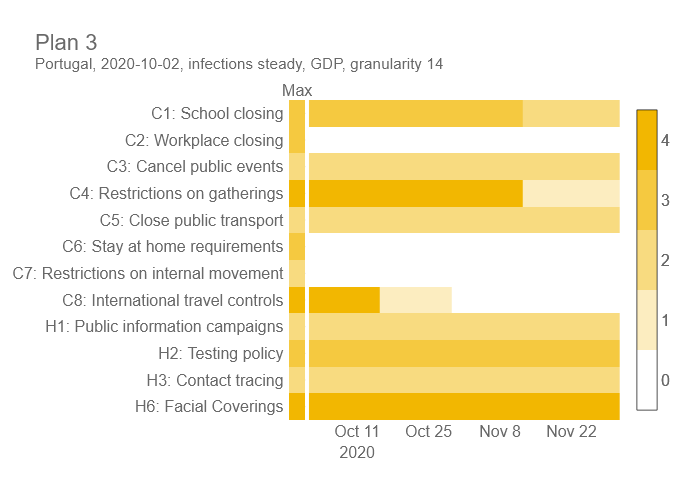 Plan 3
Portugal, 2020-10-02, infections steady, GDP, granularity 14
Max
C1: School closing
C2: Workplace closing
C3: Cancel public events
C4: Restrictions on gatherings
C5: Close public transport
C6: Stay at home requirements
C7: Restrictions on internal movement
C8: International travel controls
H1: Public information campaigns
H2: Testing policy
H3: Contact tracing
H6: Facial Coverings
Oct 11 Oct 25 Nov 8 Nov 22
2020
4
3
2
1
0